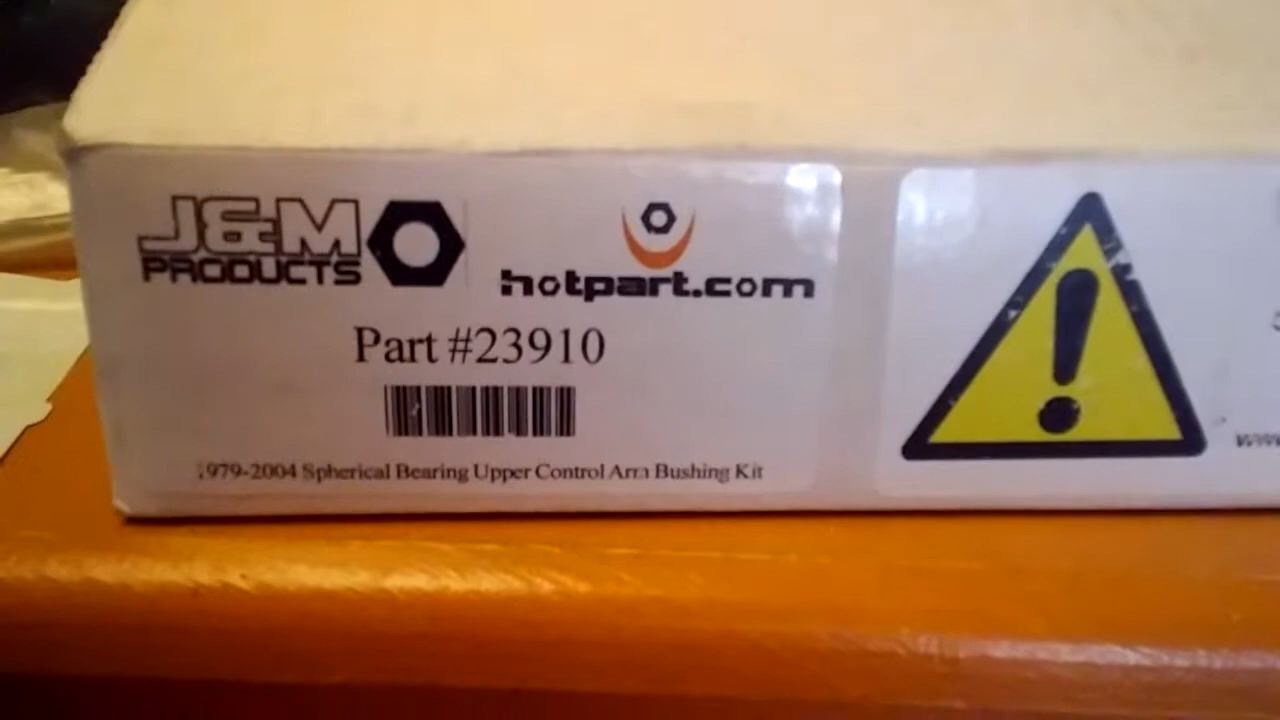 J&M
PRODUCTS
hotpart.com
Part #23910
1979-2004 Spherical Bearing Upper Control Arm Bushing Kit